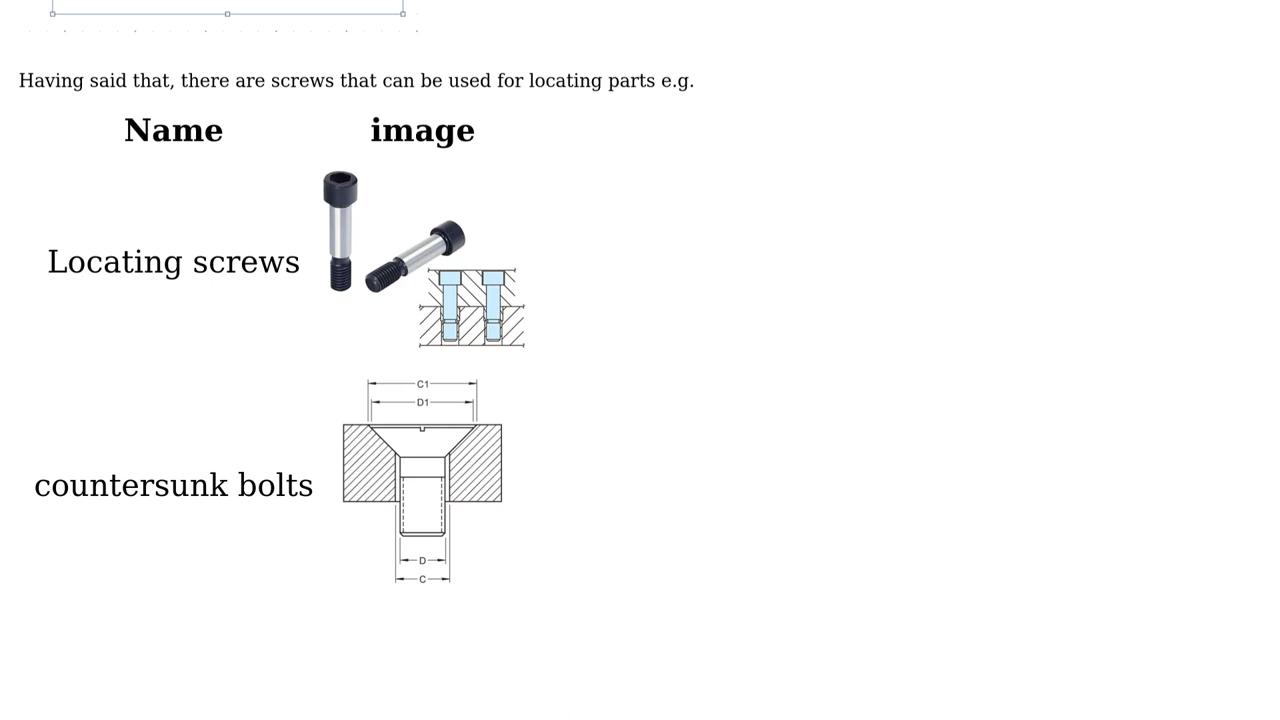 Having said that, there are screws that can be used for locating parts e.g.
Name image
Locating screws
C1
D1
countersunk bolts
D
C